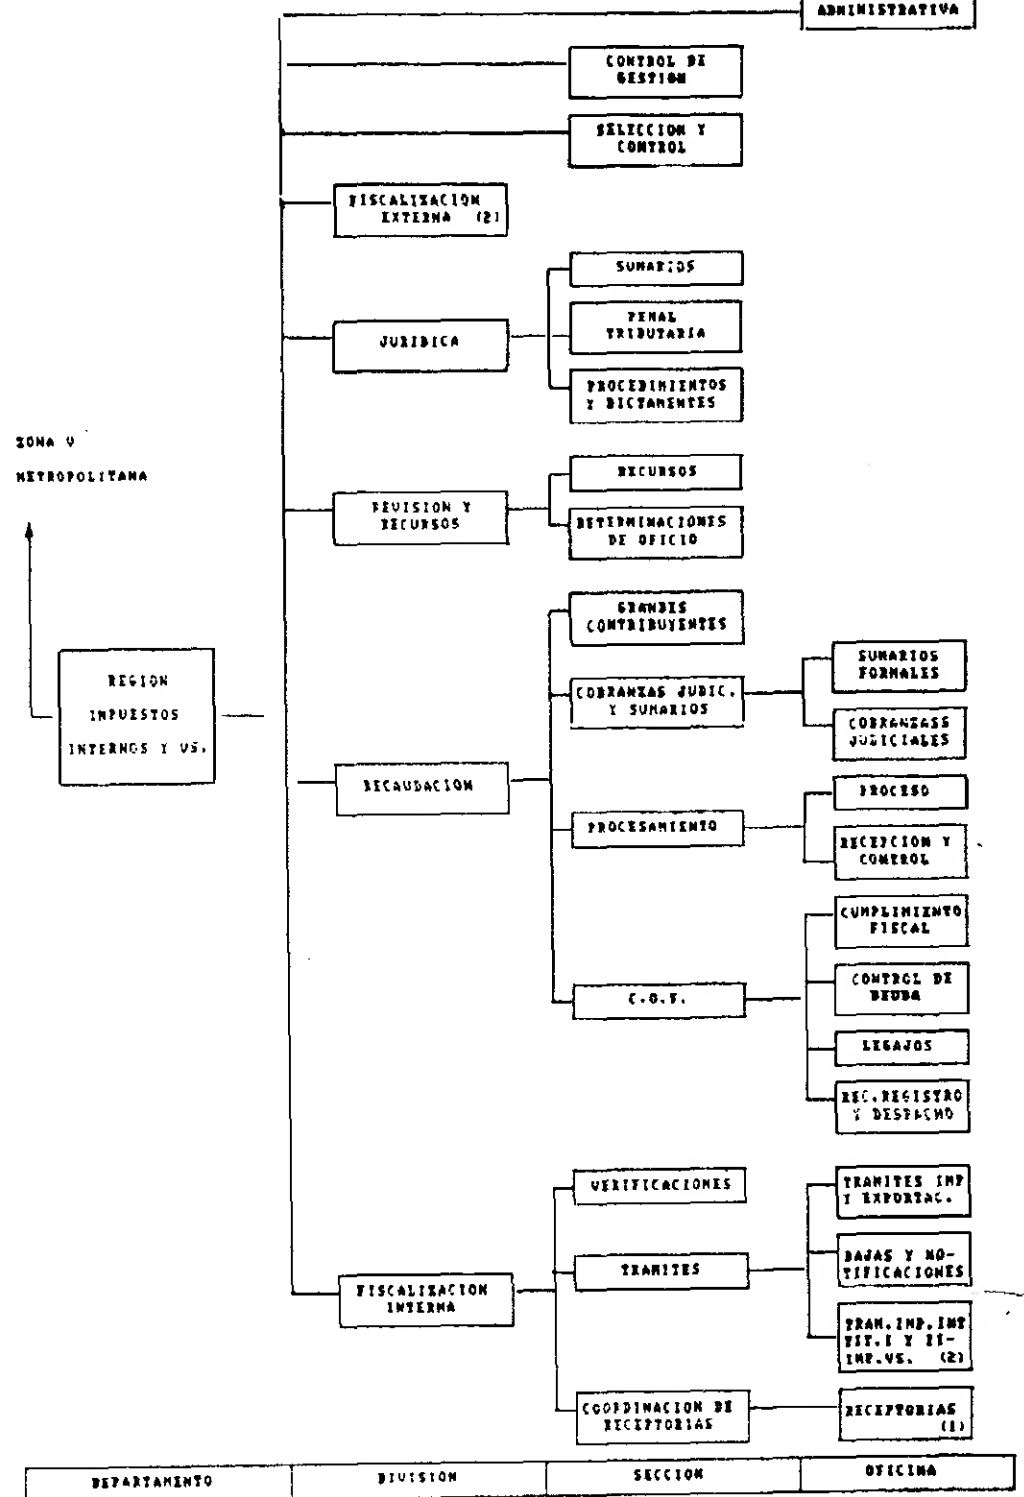 ADMINISTRATIVA
CONTROL DE
GESTION
SELECCION Y
CONTROL
FISCALIZACION
EXTERNA (2)
SUMARIOS
PENAL
TRIBUTARIA
JURIDICA
PROCEDIMIENTOS
Y DICTAMENTES
ZONA V
METROPOLITANA
RECURSOS
REVISION Y
RECURSOS
DETERMINACIONES
DE OFICIO
GRANDES
CONTRIBUYENTES
SUMARIOS
FORMALES
REGION
IMPUESTOS
INTERNOS Y VS.
COBRANZAS JUDIC.
Y SUMARIOS
COBRANZASS
JUDICIALES
RECAUDACION
PROCESO
PROCESAMIENTO
RECEPCION Y
CONTROL
CUMPLIMIENTO
FISCAL
CONTROL DE
DEUDA
C.O.F.
LEGAJOS
REC.REGISTRO
Y DESPACHO
VERIFICACIONES
TRAMITES IMP
Y EXPORTAC.
TRAMITES
BAJAS Y NO-
TIFICACIONES
FISCALIZACION
INTERNA
TRAM.IMP.INT
TIT.I Y II-
IMP.VS. (2)
COORDINACION DE
RECEPTORIAS
RECEPTORIAS
(1)
DEPARTAMENTO
DIVISION
SECCION
OFICINA